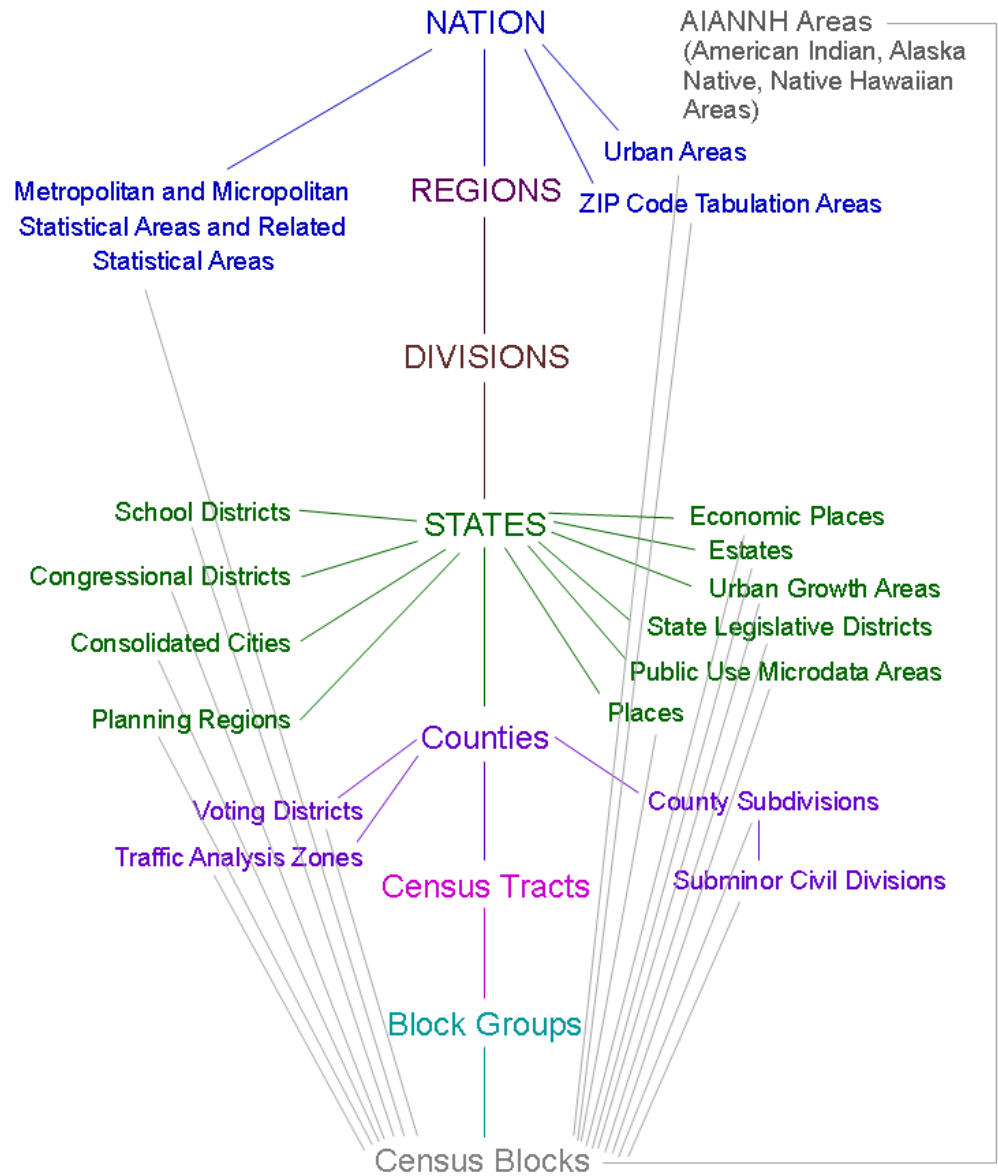 NATION
AIANNH Areas
(American Indian, Alaska
Native, Native Hawaiian
Areas)
Urban Areas
Metropolitan and Micropolitan
Statistical Areas and Related
Statistical Areas
REGIONS
ZIP Code Tabulation Areas
DIVISIONS
School Districts
STATES
Economic Places
Estates
Congressional Districts
Urban Growth Areas
State Legislative Districts
Consolidated Cities
Public Use Microdata Areas
Places
Planning Regions
Counties
Voting Districts
County Subdivisions
Traffic Analysis Zones
Census Tracts
Subminor Civil Divisions
Block Groups
Census Blocks